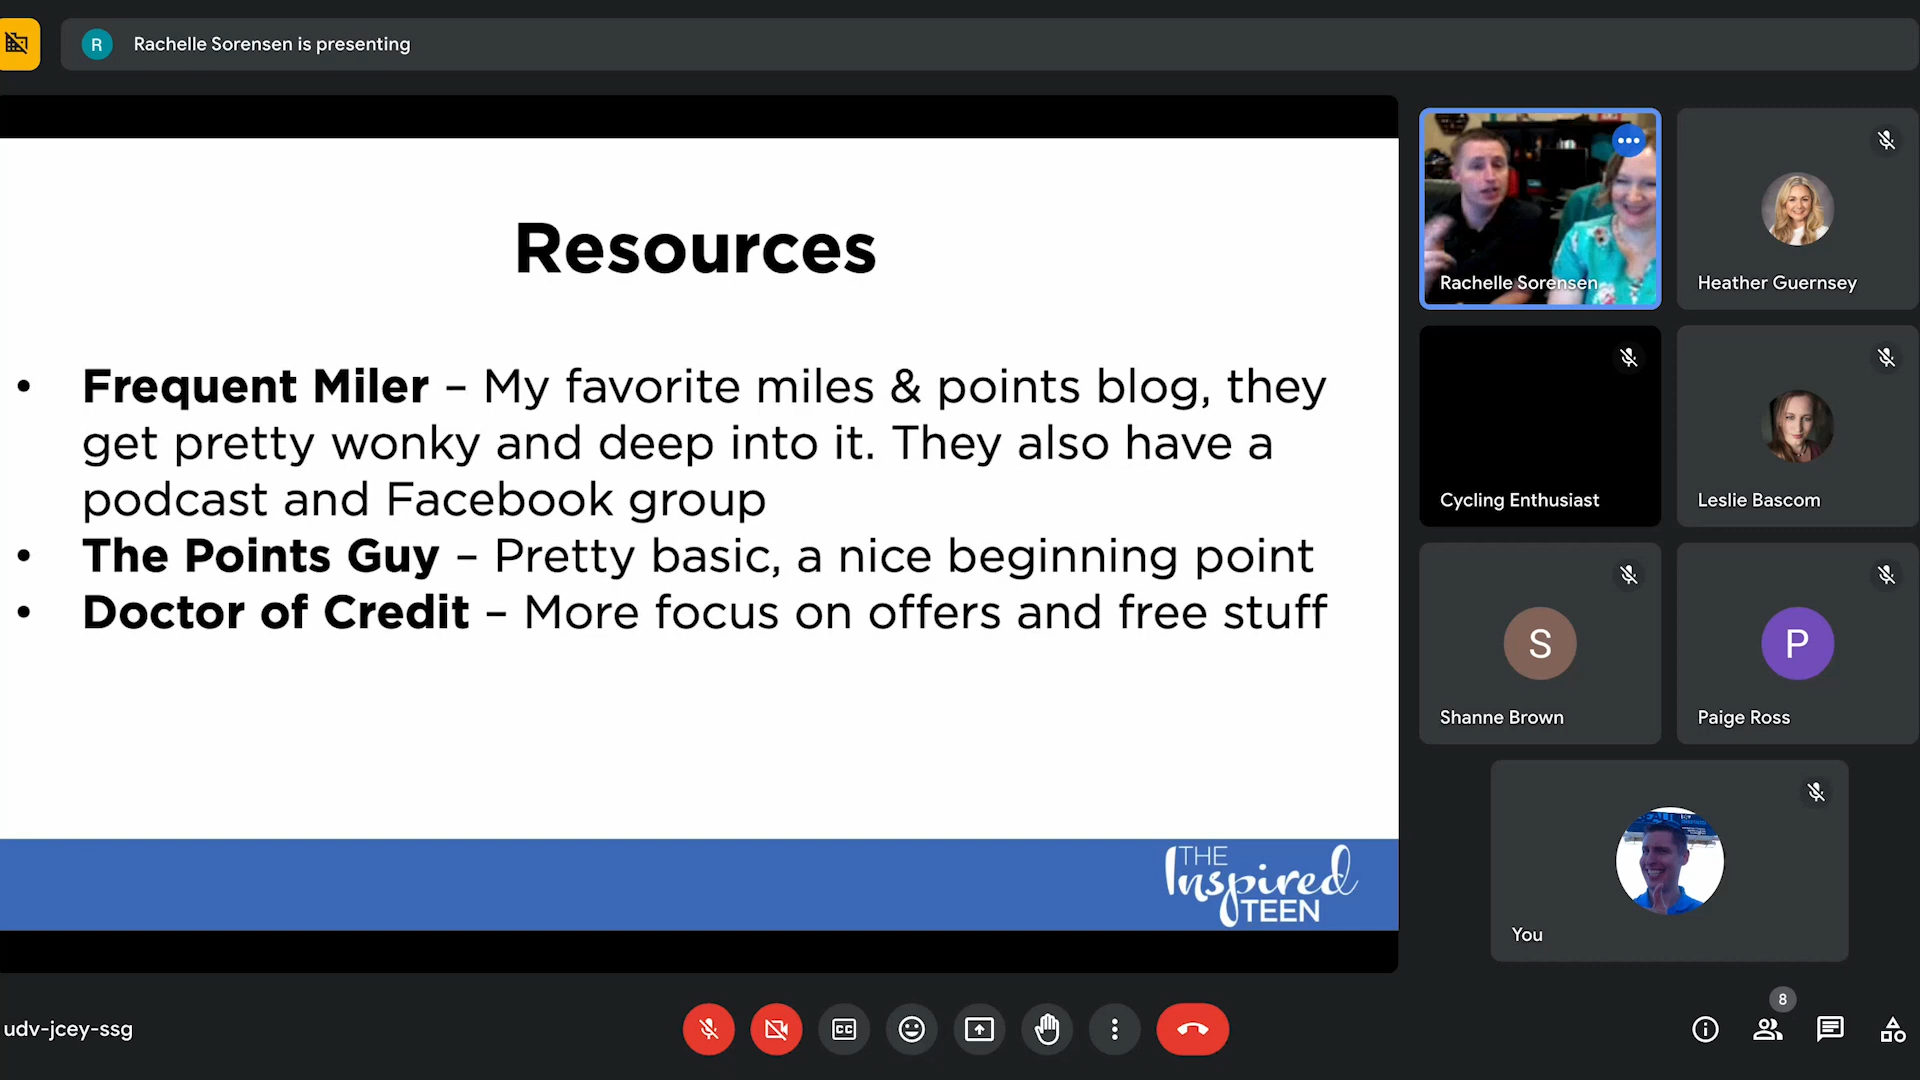 R
Rachelle Sorensen is presenting
Resources
• Frequent Miler – My favorite miles & points blog, they
get pretty wonky and deep into it. They also have a
podcast and Facebook group
• The Points Guy – Pretty basic, a nice beginning point
• Doctor of Credit – More focus on offers and free stuff
THE
Inspired
TEEN
Rachelle Sorensen
Heather Guernsey
Cycling Enthusiast
Leslie Bascom
S
Shanne Brown
P
Paige Ross
You
udv-jcey-ssg
CC
8